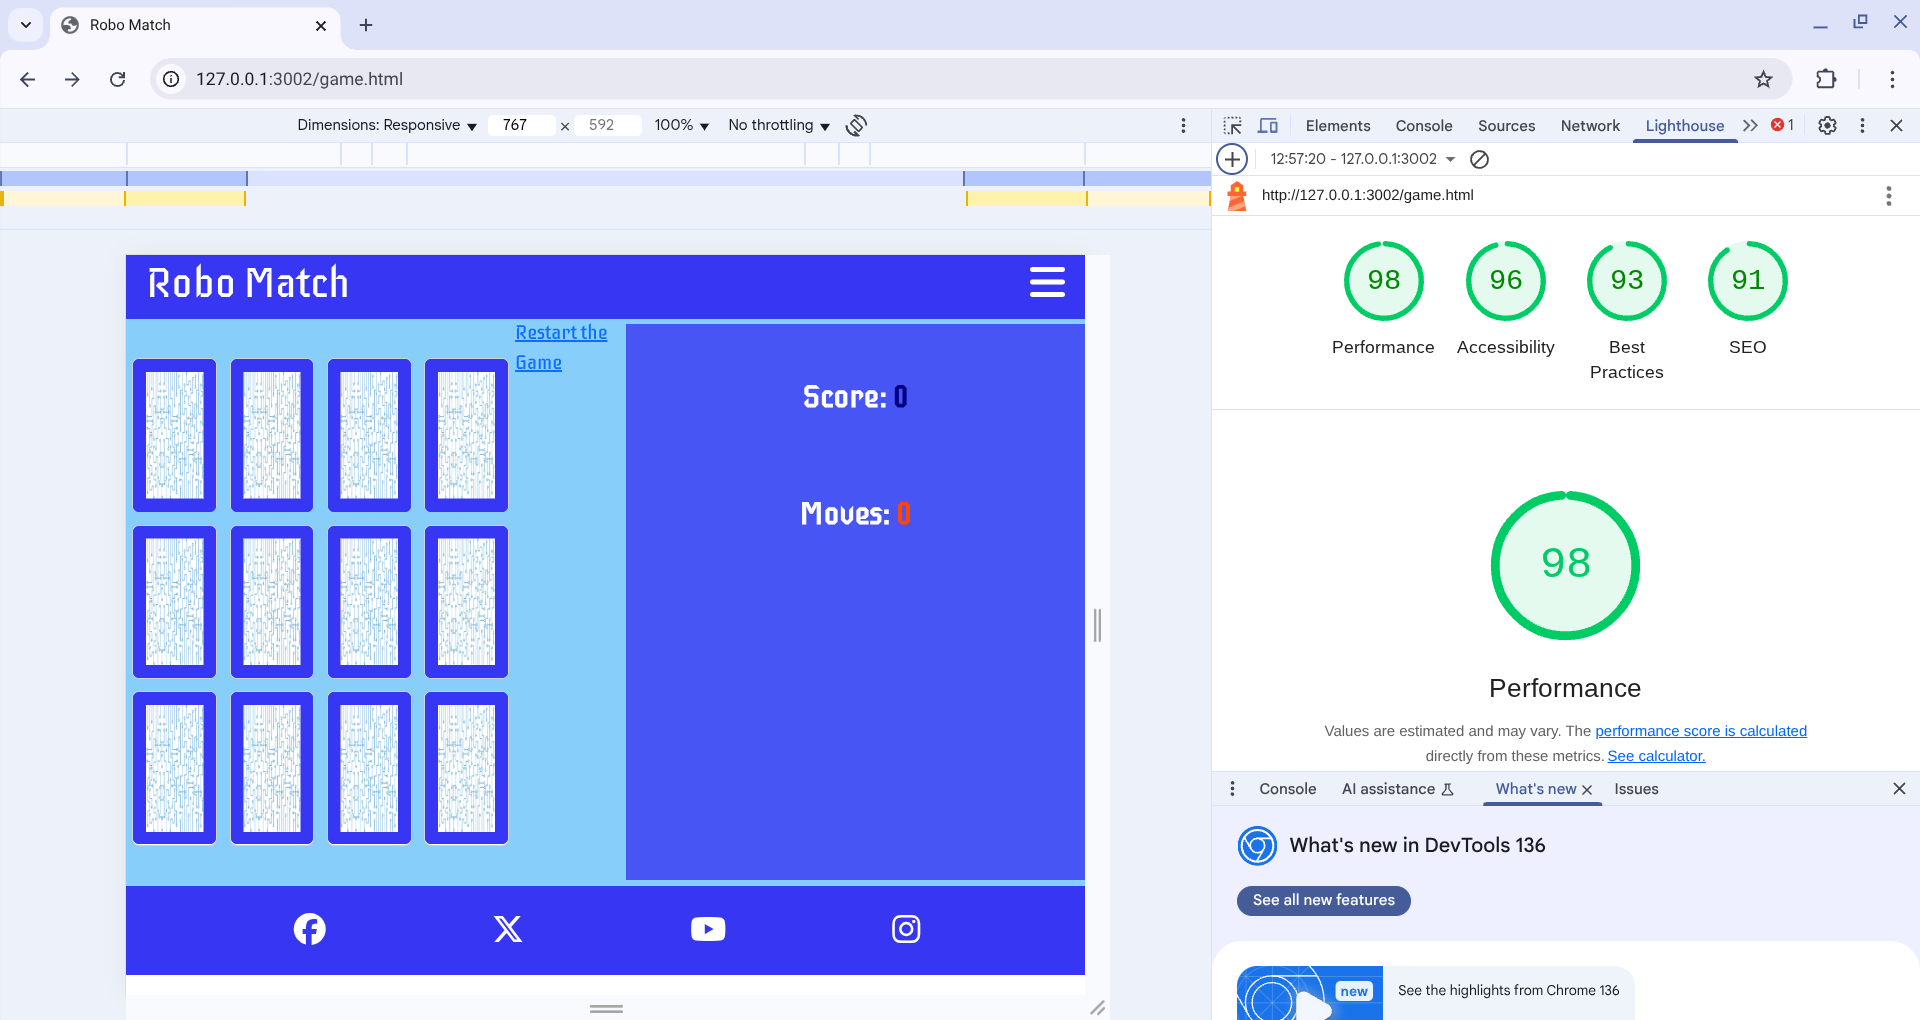 Robo Match
127.0.0.1:3002/game.html
Dimensions: Responsive 767 × 592 100% No throttling
Elements Console Sources Network Lighthouse 1
12:57:20 - 127.0.0.1:3002
http://127.0.0.1:3002/game.html
Robo Match
Restart the
Game
Score: 0
Moves: 0
98 96 93 91
Performance Accessibility Best SEO
Practices
98
Performance
Values are estimated and may vary. The performance score is calculated
directly from these metrics. See calculator.
Console AI assistance What's new Issues
What's new in DevTools 136
See all new features
new
See the highlights from Chrome 136